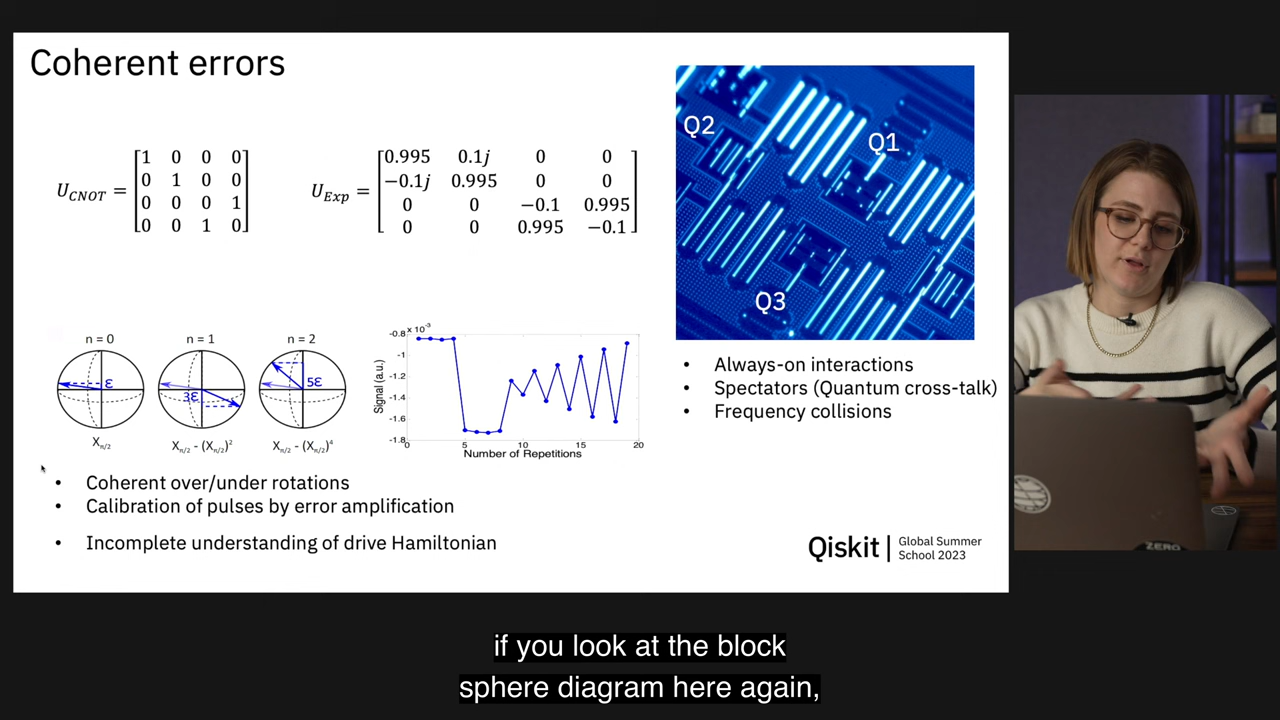 Coherent errors
U_CNOT = [1 0 0 0
0 1 0 0
0 0 0 1
0 0 1 0]
U_Exp = [0.995 0.1j 0 0
−0.1j 0.995 0 0
0 0 −0.1 0.995
0 0 0.995 −0.1]
Q2
Q1
Q3
n = 0
n = 1
n = 2
ε
3ε
5ε
X_π/2
X_π/2 - (X_π/2)²
X_π/2 - (X_π/2)⁴
x 10⁻³
-0.8
-1
-1.2
-1.4
-1.6
-1.8
Signal (a.u.)
0 5 10 15 20
Number of Repetitions
• Always-on interactions
• Spectators (Quantum cross-talk)
• Frequency collisions
• Coherent over/under rotations
• Calibration of pulses by error amplification
• Incomplete understanding of drive Hamiltonian
Qiskit | Global Summer
School 2023
ZERO
if you look at the block
sphere diagram here again,